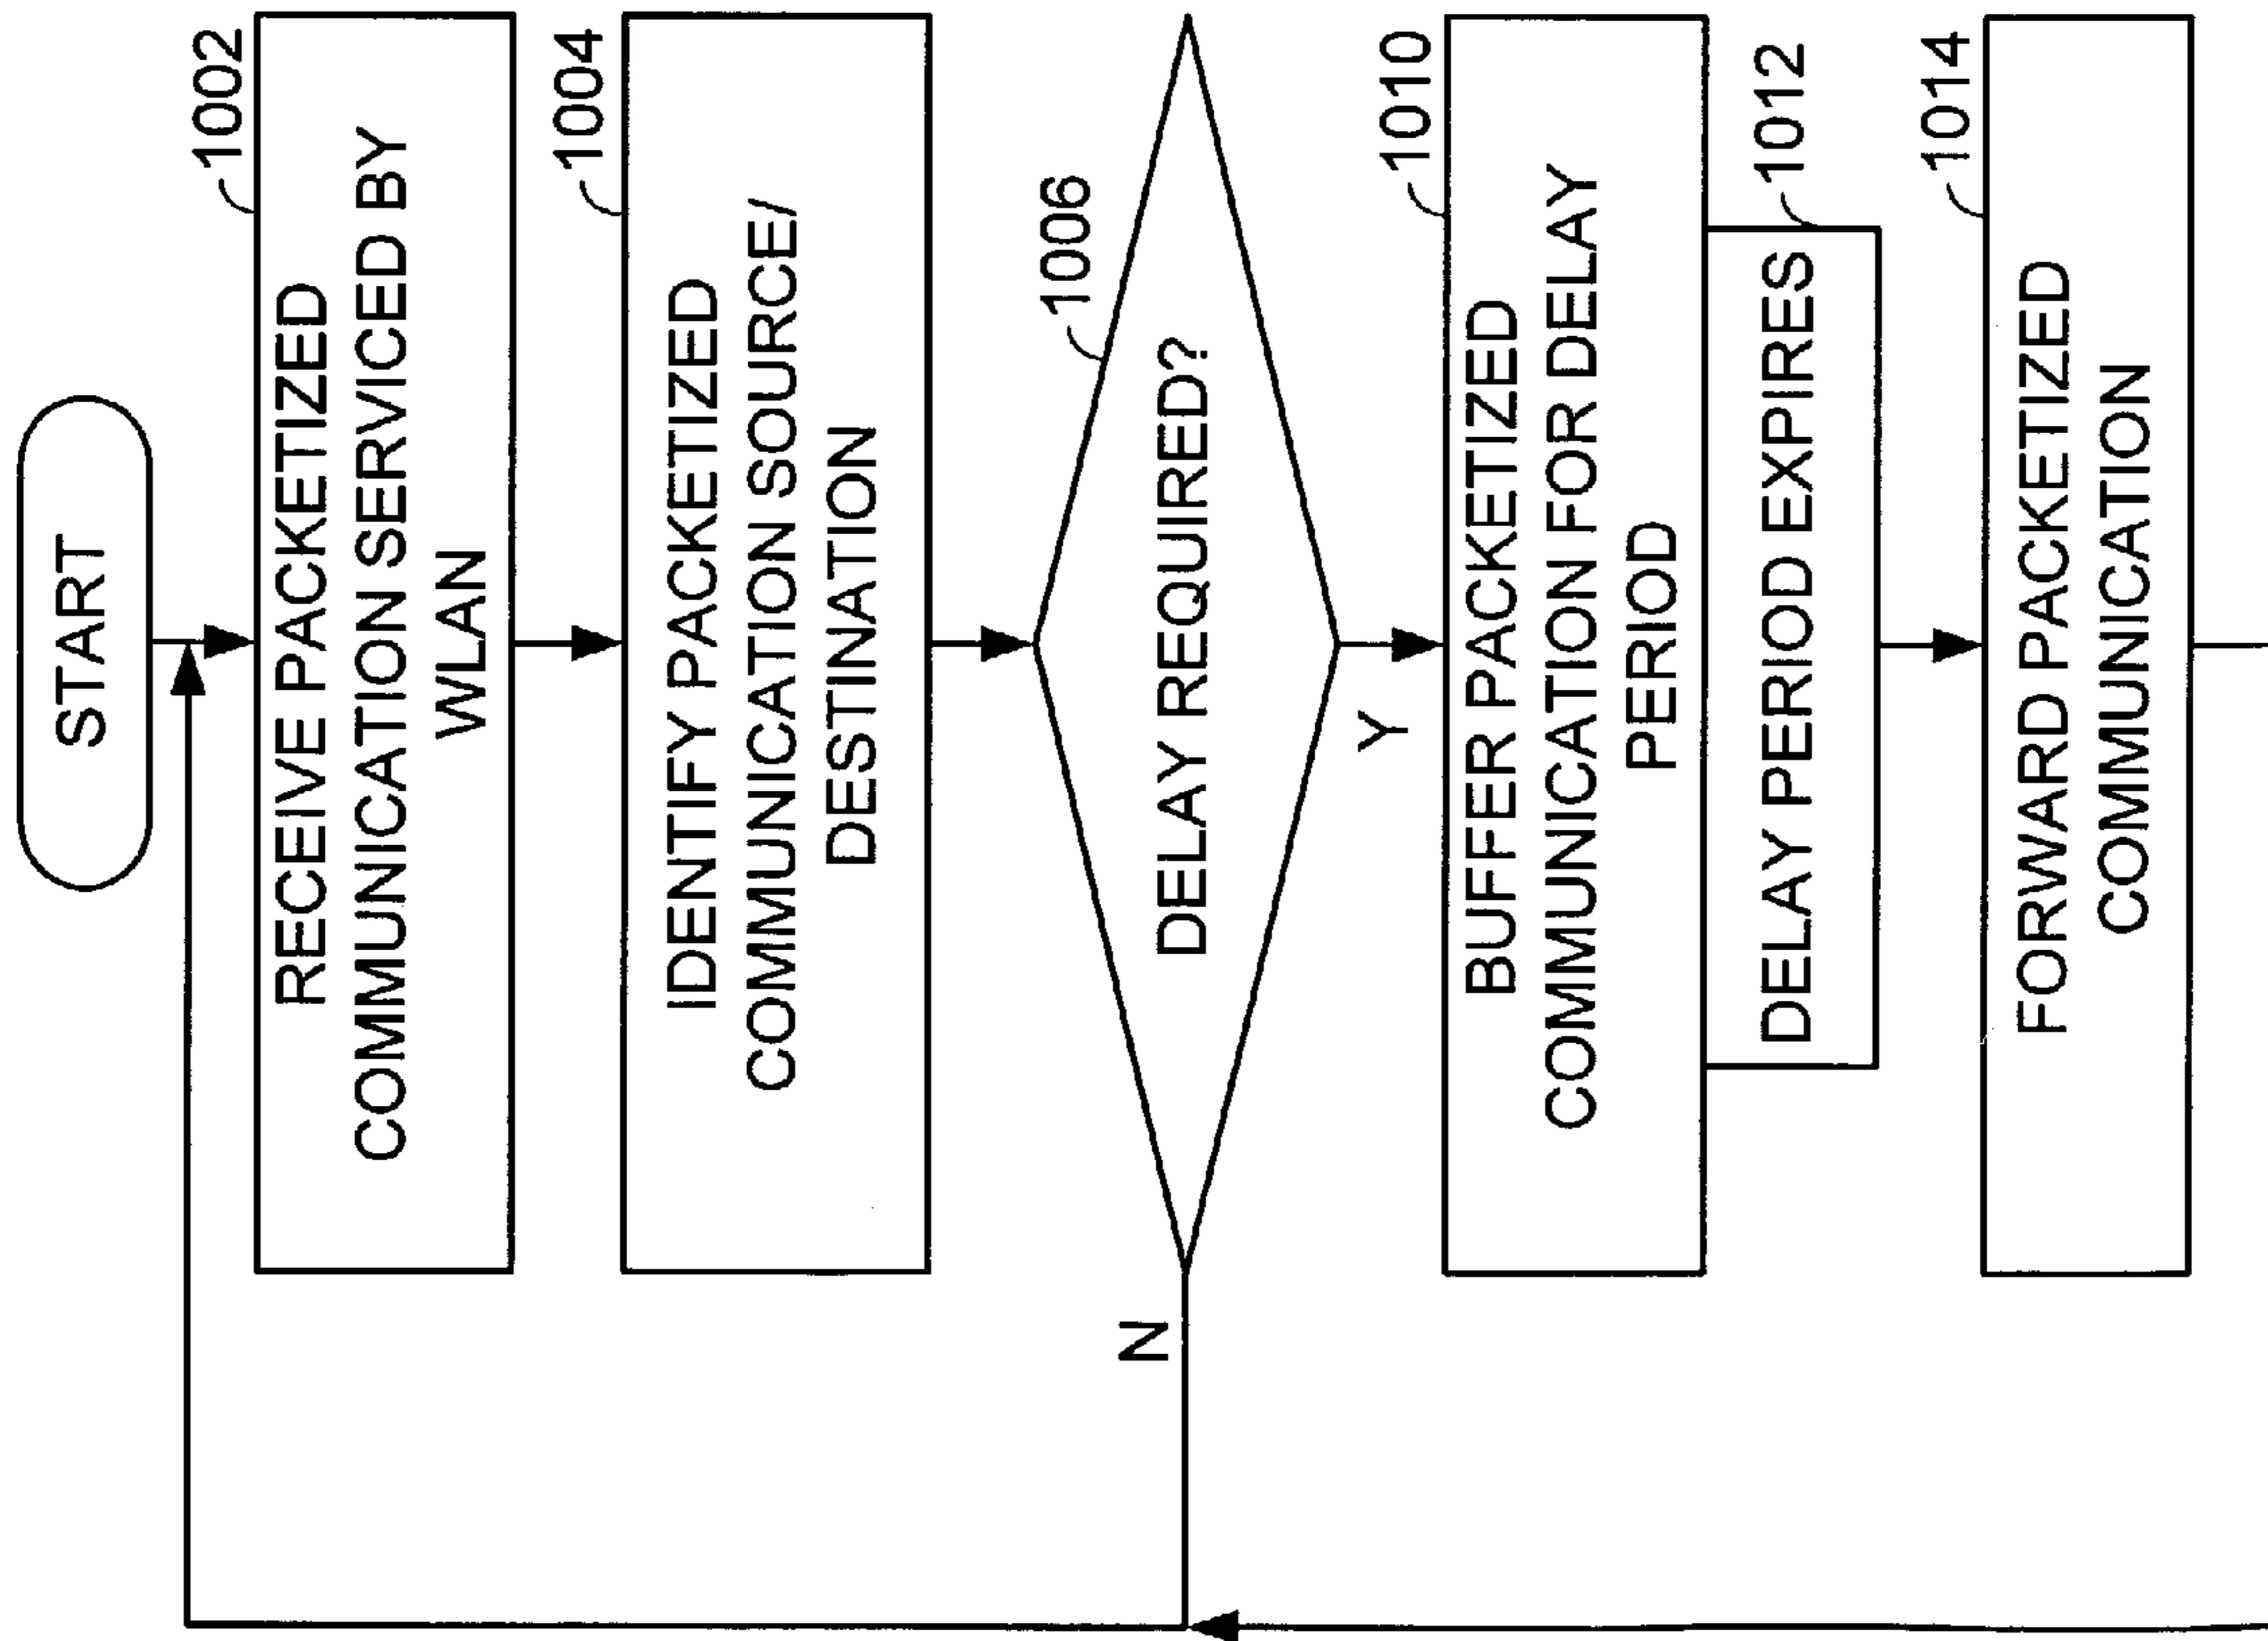 START
1002
RECEIVE PACKETIZED
COMMUNICATION SERVICED BY
WLAN
1004
IDENTIFY PACKETIZED
COMMUNICATION SOURCE/
DESTINATION
1006
DELAY REQUIRED?
N
Y
1010
BUFFER PACKETIZED
COMMUNICATION FOR DELAY
PERIOD
1012
DELAY PERIOD EXPIRES
1014
FORWARD PACKETIZED
COMMUNICATION